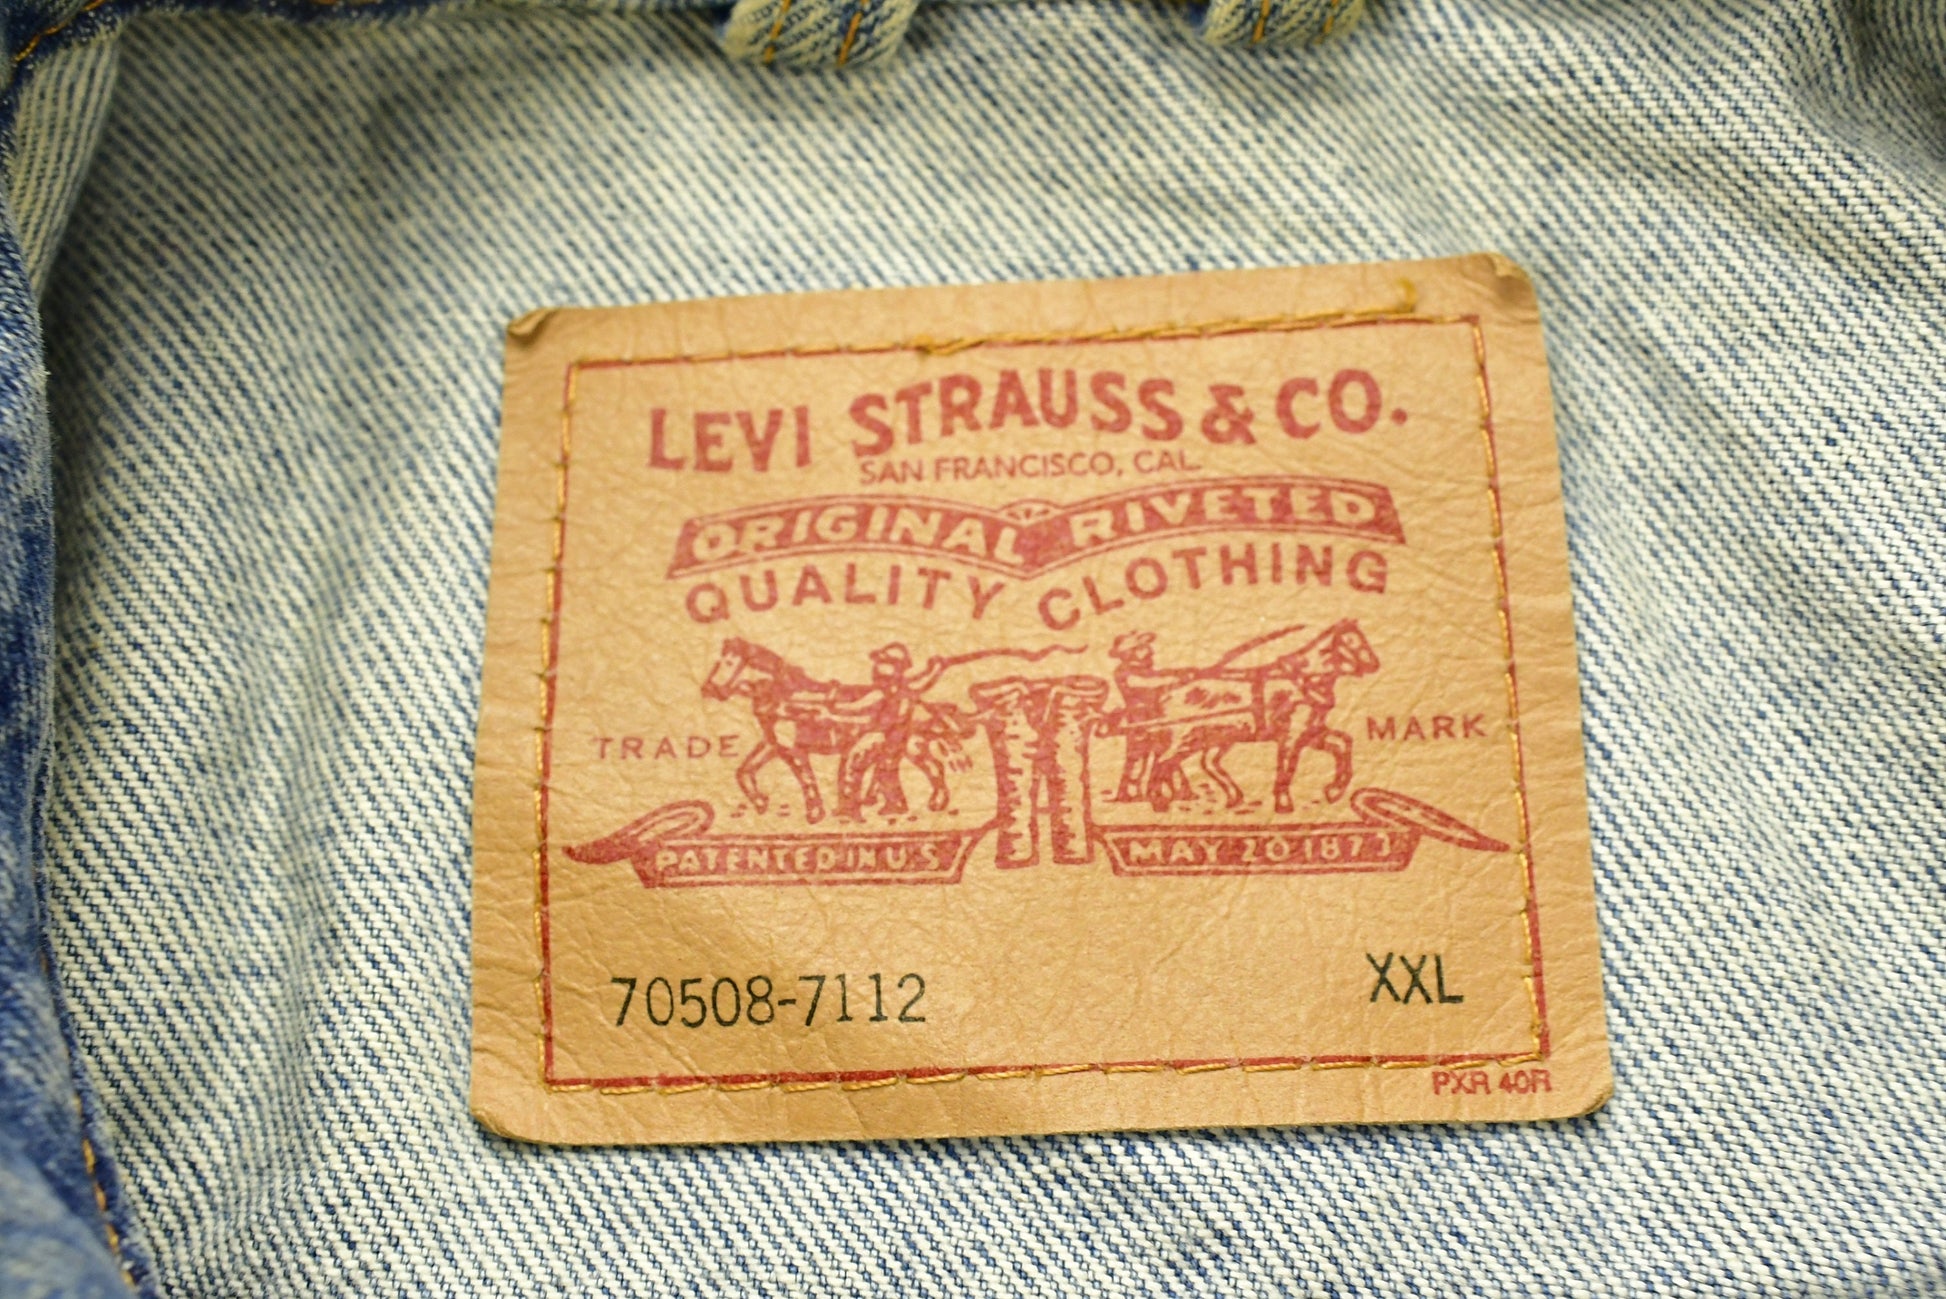 LEVI STRAUSS & CO.
SAN FRANCISCO, CAL.
ORIGINAL RIVETED
QUALITY CLOTHING
TRADE MARK
PATENTED IN U S MAY 20 1873
70508-7112 XXL
PXR 40R